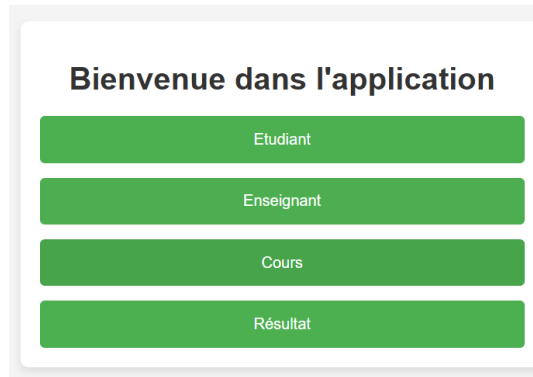 Bienvenue dans l'application
Etudiant
Enseignant
Cours
Résultat